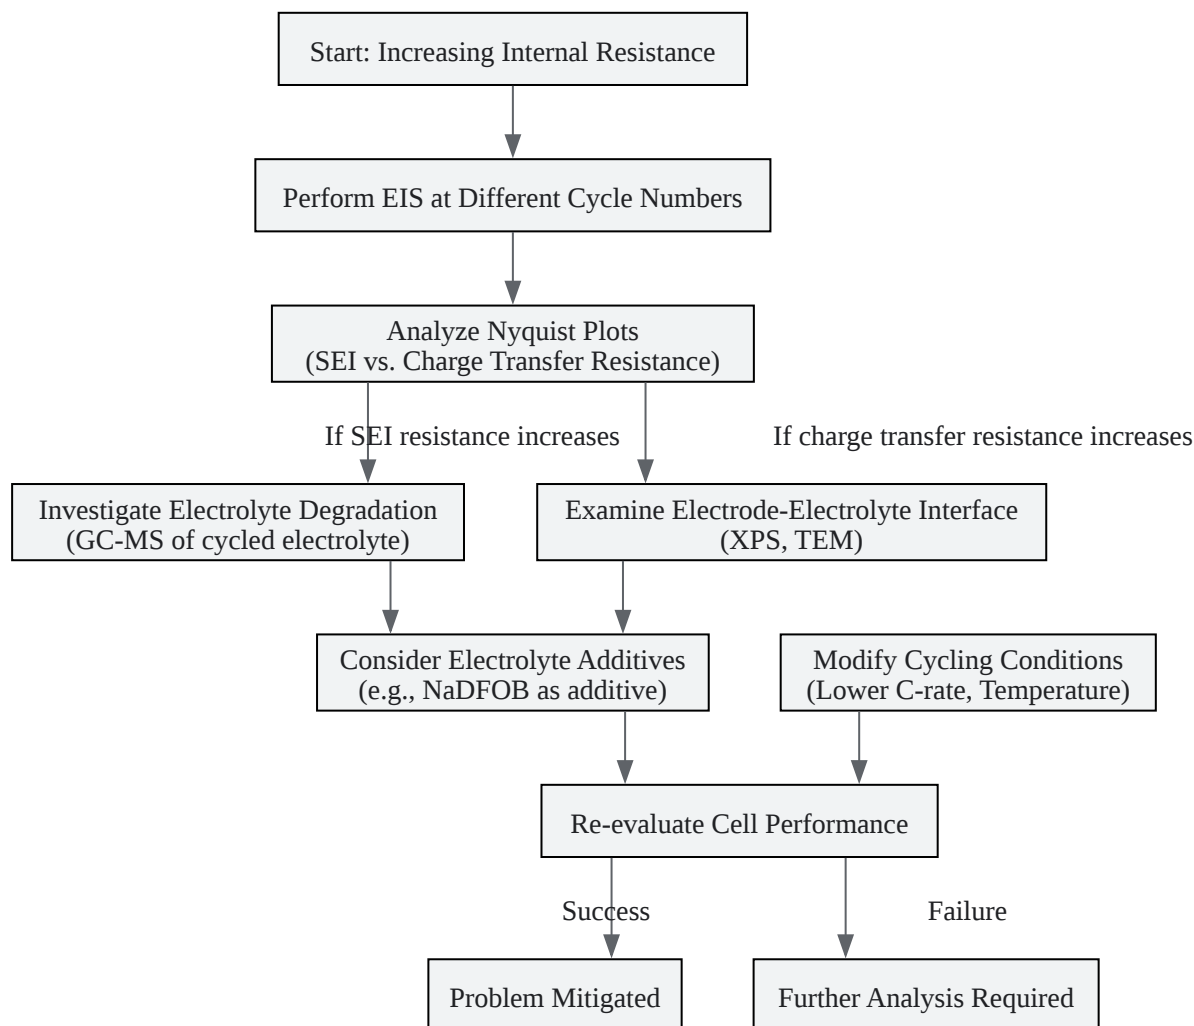 Start: Increasing Internal Resistance
Perform EIS at Different Cycle Numbers
Analyze Nyquist Plots
(SEI vs. Charge Transfer Resistance)
If SEI resistance increases
If charge transfer resistance increases
Investigate Electrolyte Degradation
(GC-MS of cycled electrolyte)
Examine Electrode-Electrolyte Interface
(XPS, TEM)
Consider Electrolyte Additives
(e.g., NaDFOB as additive)
Modify Cycling Conditions
(Lower C-rate, Temperature)
Re-evaluate Cell Performance
Success
Failure
Problem Mitigated
Further Analysis Required